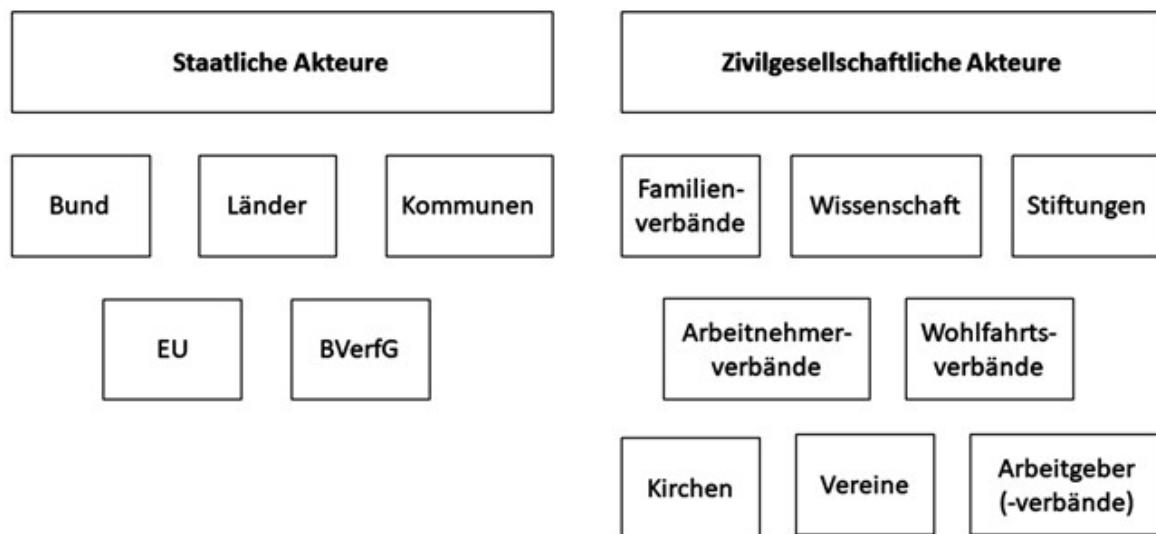 Staatliche Akteure
Zivilgesellschaftliche Akteure
Bund
Länder
Kommunen
Familien-
verbände
Wissenschaft
Stiftungen
EU
BVerfG
Arbeitnehmer-
verbände
Wohlfahrts-
verbände
Kirchen
Vereine
Arbeitgeber
(-verbände)